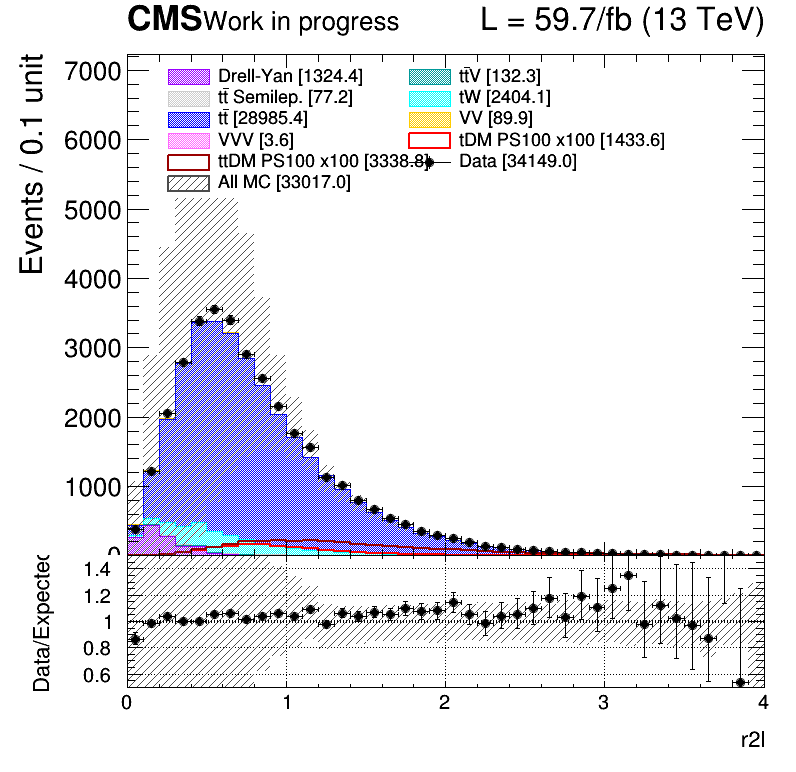 CMS Work in progress L = 59.7/fb (13 TeV)
Events / 0.1 unit
7000
6000
5000
4000
3000
2000
1000
0
Drell-Yan [1324.4] tt̄V [132.3]
tt̄ Semilep. [77.2] tW [2404.1]
tt̄ [28985.4] VV [89.9]
VVV [3.6] tDM PS100 x100 [1433.6]
ttDM PS100 x100 [3338.8] Data [34149.0]
All MC [33017.0]
Data/Expected
1.4
1.2
1
0.8
0.6
0 1 2 3 4
r2l